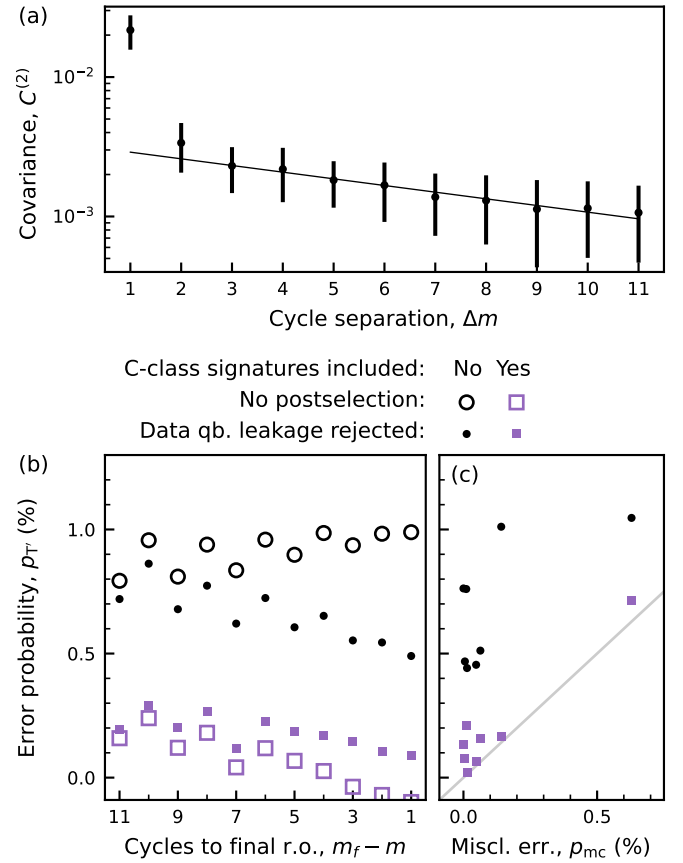 (a)
Covariance, C⁽²⁾
10⁻²
10⁻³
1 2 3 4 5 6 7 8 9 10 11
Cycle separation, Δm
C-class signatures included: No Yes
No postselection:
Data qb. leakage rejected:
(b)
Error probability, p_T′ (%)
1.0
0.5
0.0
11 9 7 5 3 1
Cycles to final r.o., m_f − m
(c)
0.0 0.5
Miscl. err., p_mc (%)